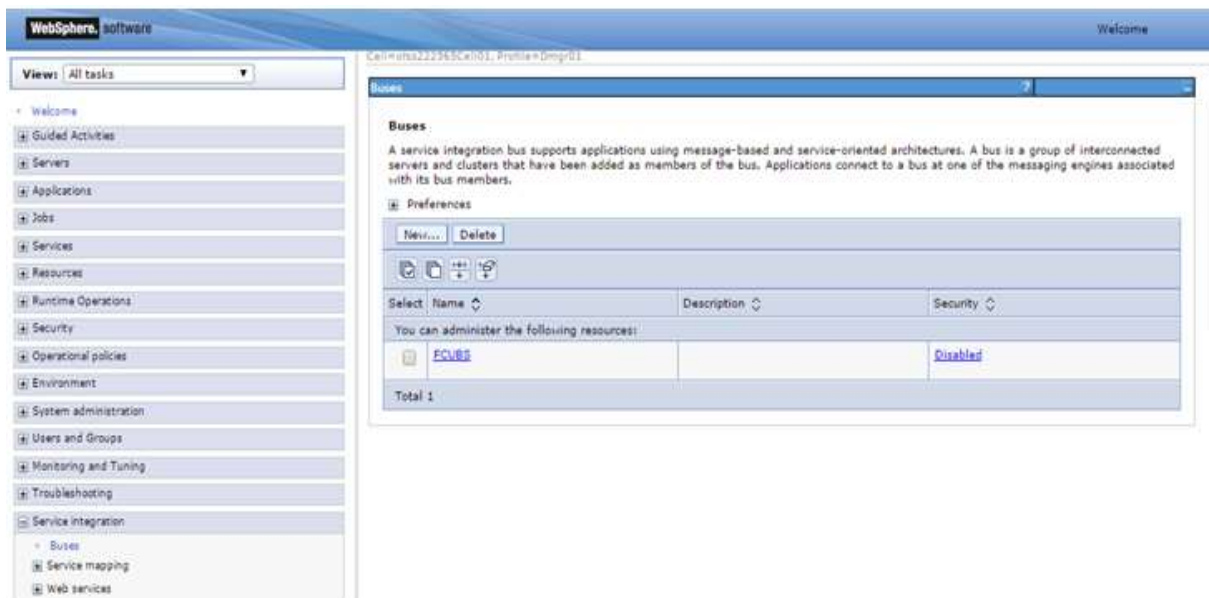 WebSphere. software
Welcome
View: All tasks
Welcome
Guided Activities
Servers
Applications
Jobs
Services
Resources
Runtime Operations
Security
Operational policies
Environment
System administration
Users and Groups
Monitoring and Tuning
Troubleshooting
Service integration
Buses
Service mapping
Web services
Profile=Dmgr01
Buses ?
Buses
A service integration bus supports applications using message-based and service-oriented architectures. A bus is a group of interconnected
servers and clusters that have been added as members of the bus. Applications connect to a bus at one of the messaging engines associated
with its bus members.
Preferences
New... Delete
Select Name Description Security
You can administer the following resources:
FCUBS Disabled
Total 1